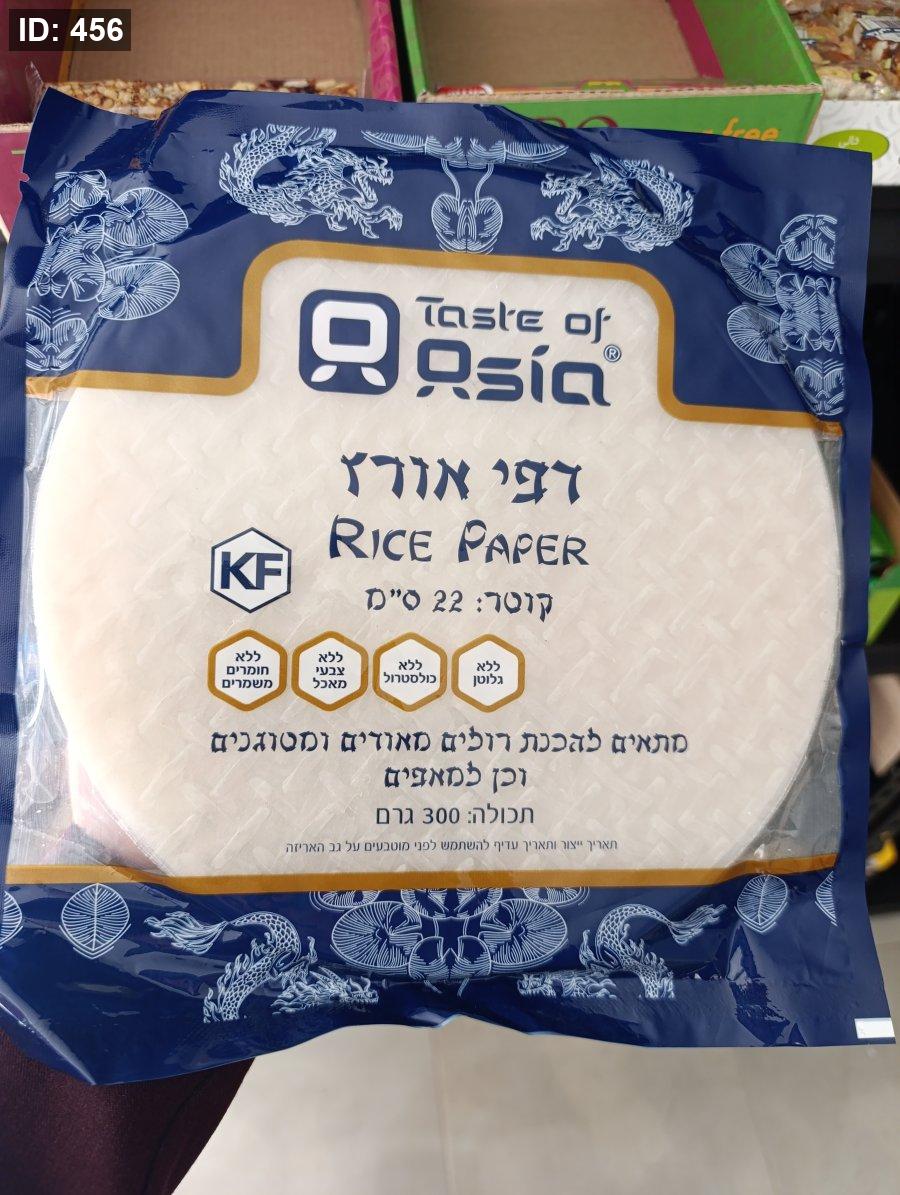 ID: 456
free
Taste of
Asia®
דפי אורז
RICE PAPER
KF
קוטר: 22 ס"מ
ללא
חומרים
משמרים
ללא
צבעי
מאכל
ללא
כולסטרול
ללא
גלוטן
מתאים להכנת רולים מאודים ומטוגנים
וכן למאפים
תכולה: 300 גרם
תאריך ייצור ותאריך עדיף להשתמש לפני מוטבעים על גב האריזה